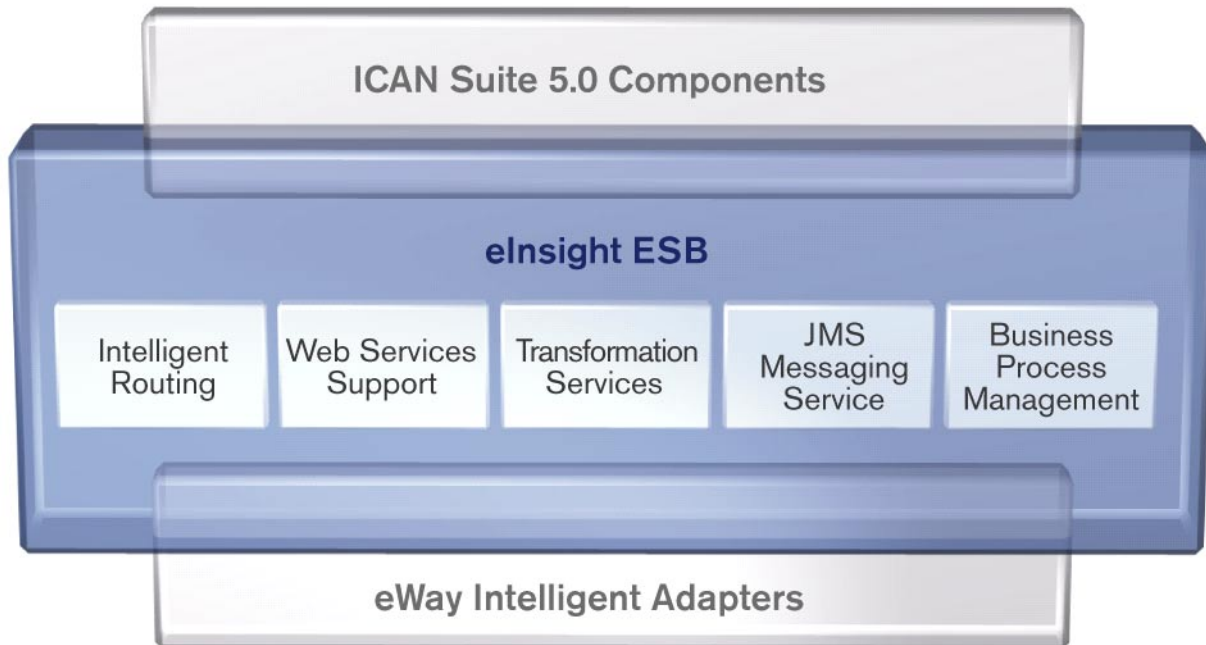 ICAN Suite 5.0 Components
eInsight ESB
Intelligent
Routing
Web Services
Support
Transformation
Services
JMS
Messaging
Service
Business
Process
Management
eWay Intelligent Adapters